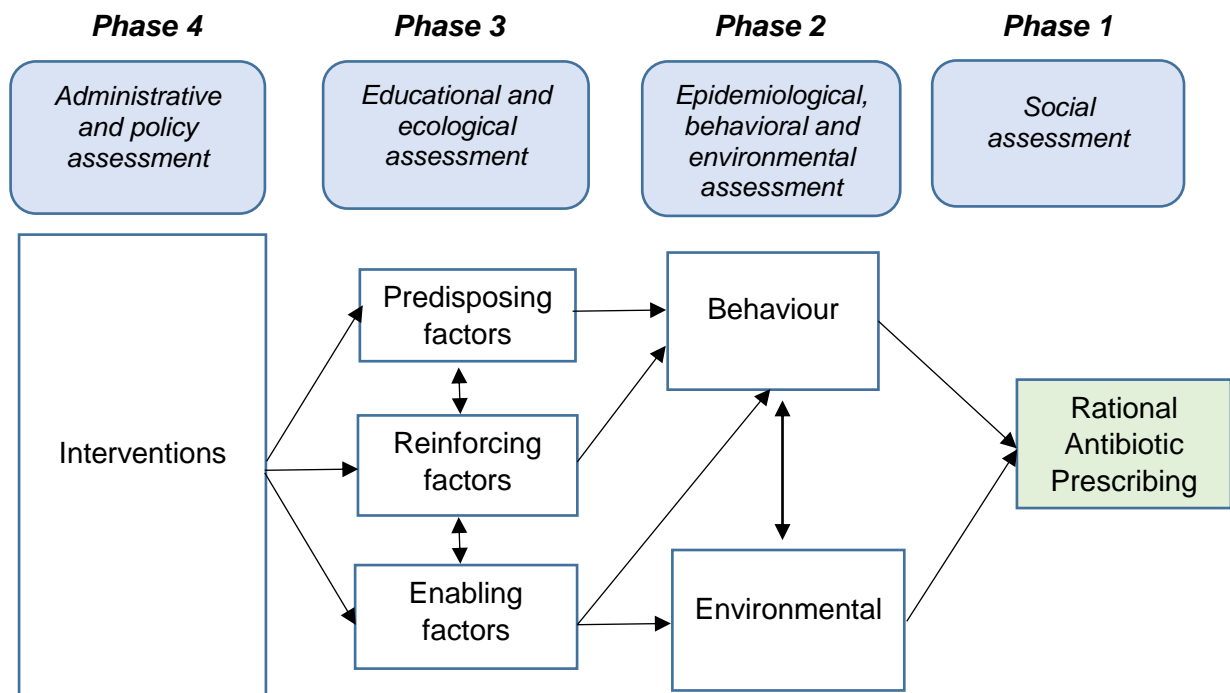 Phase 4
Phase 3
Phase 2
Phase 1
Administrative
and policy
assessment
Educational and
ecological
assessment
Epidemiological,
behavioral and
environmental
assessment
Social
assessment
Interventions
Predisposing
factors
Reinforcing
factors
Enabling
factors
Behaviour
Environmental
Rational
Antibiotic
Prescribing